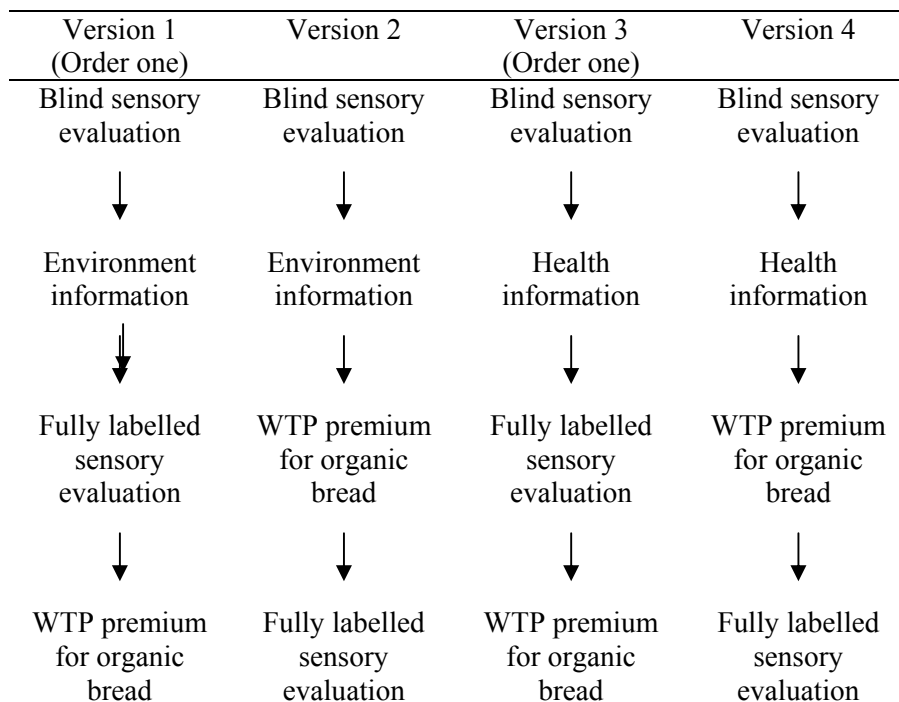 Version 1 Version 2 Version 3 Version 4
(Order one) (Order one)
Blind sensory Blind sensory Blind sensory Blind sensory
evaluation evaluation evaluation evaluation
Environment Environment Health Health
information information information information
Fully labelled WTP premium Fully labelled WTP premium
sensory for organic sensory for organic
evaluation bread evaluation bread
WTP premium Fully labelled WTP premium Fully labelled
for organic sensory for organic sensory
bread evaluation bread evaluation